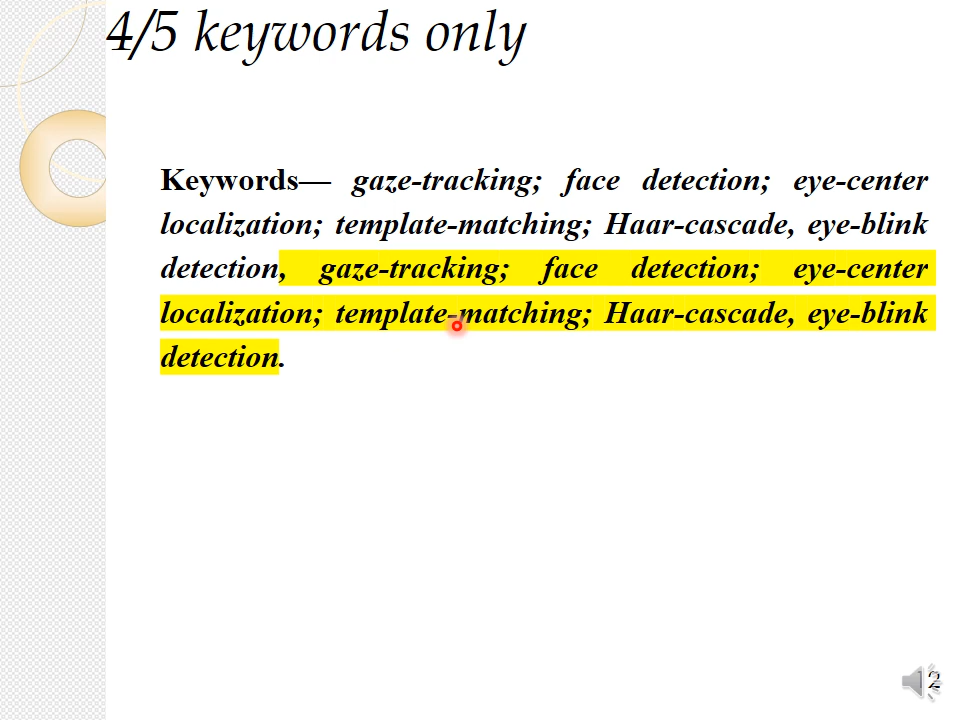 4/5 keywords only
Keywords— gaze-tracking; face detection; eye-center
localization; template-matching; Haar-cascade, eye-blink
detection, gaze-tracking; face detection; eye-center
localization; template-matching; Haar-cascade, eye-blink
detection.
2